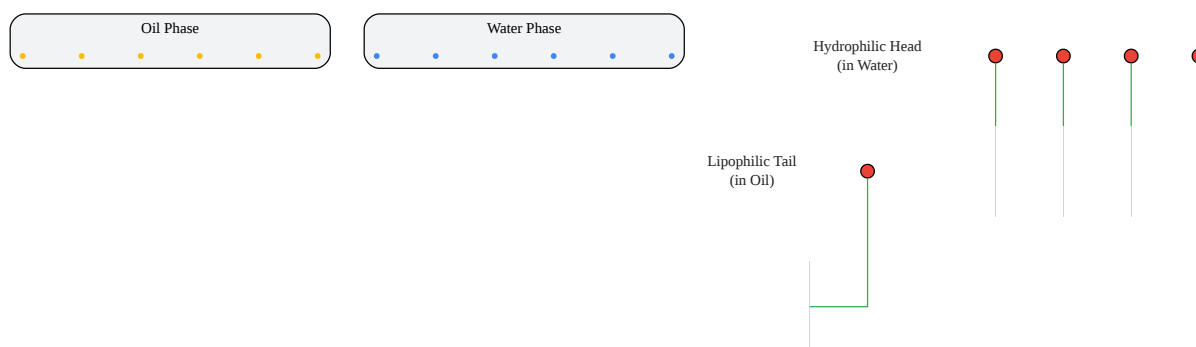 Oil Phase
Water Phase
Hydrophilic Head
(in Water)
Lipophilic Tail
(in Oil)